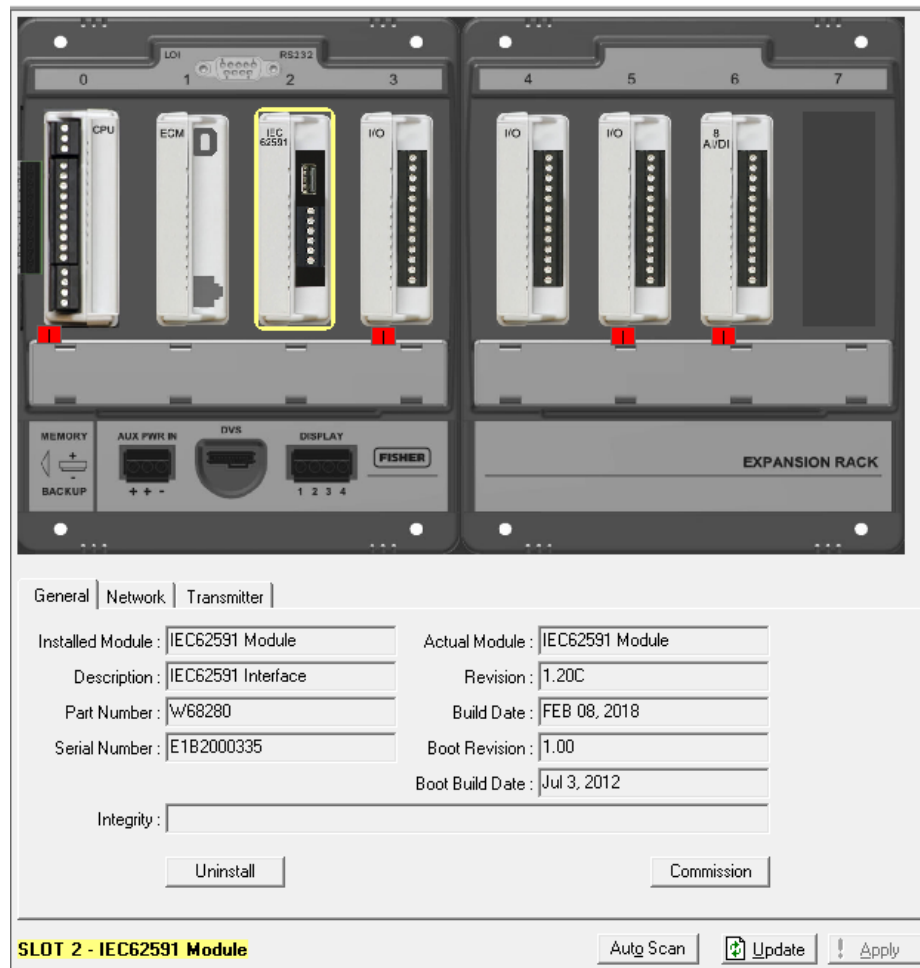 LOI RS232
0 1 2 3 4 5 6 7
CPU ECM D IEC I/O I/O I/O 8
62591 AI/DI
MEMORY AUX PWR IN DVS DISPLAY FISHER EXPANSION RACK
+
-
BACKUP + + - 1 2 3 4
General Network Transmitter
Installed Module : IEC62591 Module Actual Module : IEC62591 Module
Description : IEC62591 Interface Revision : 1.20C
Part Number : W68280 Build Date : FEB 08, 2018
Serial Number : E1B2000335 Boot Revision : 1.00
Boot Build Date : Jul 3, 2012
Integrity :
Uninstall Commission
SLOT 2 - IEC62591 Module Auto Scan Update ! Apply